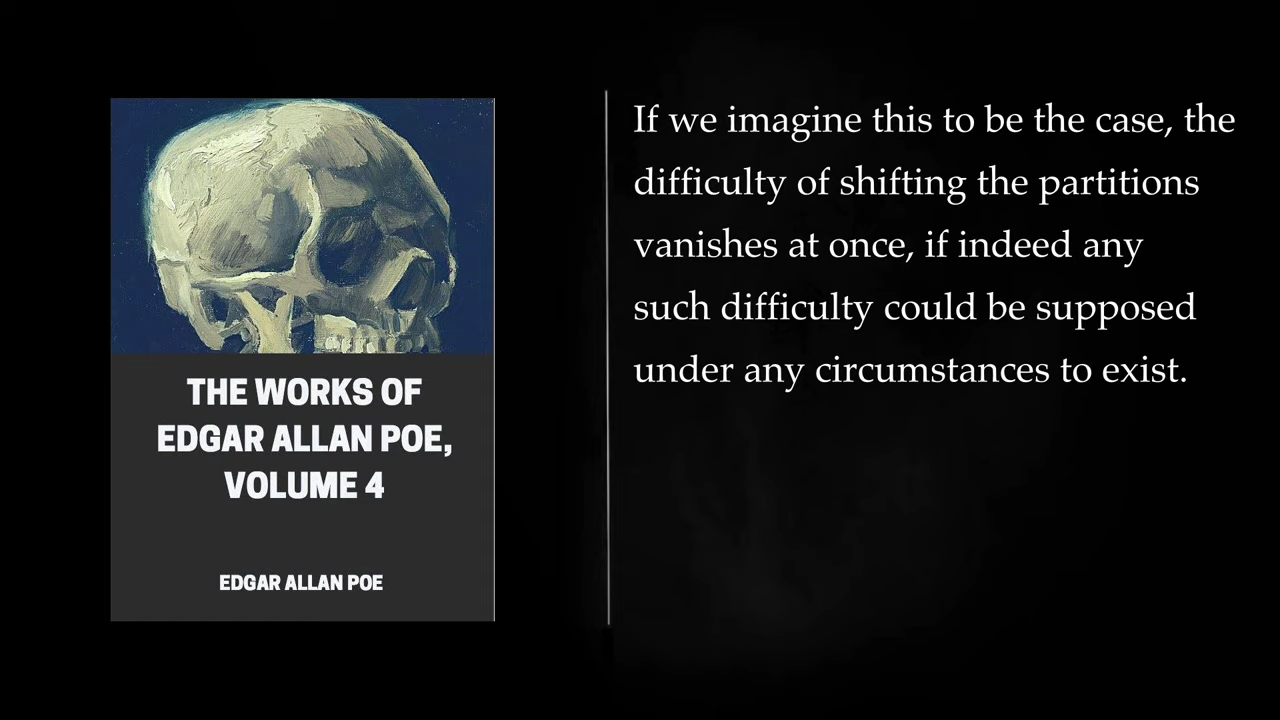 THE WORKS OF
EDGAR ALLAN POE,
VOLUME 4
EDGAR ALLAN POE
If we imagine this to be the case, the
difficulty of shifting the partitions
vanishes at once, if indeed any
such difficulty could be supposed
under any circumstances to exist.